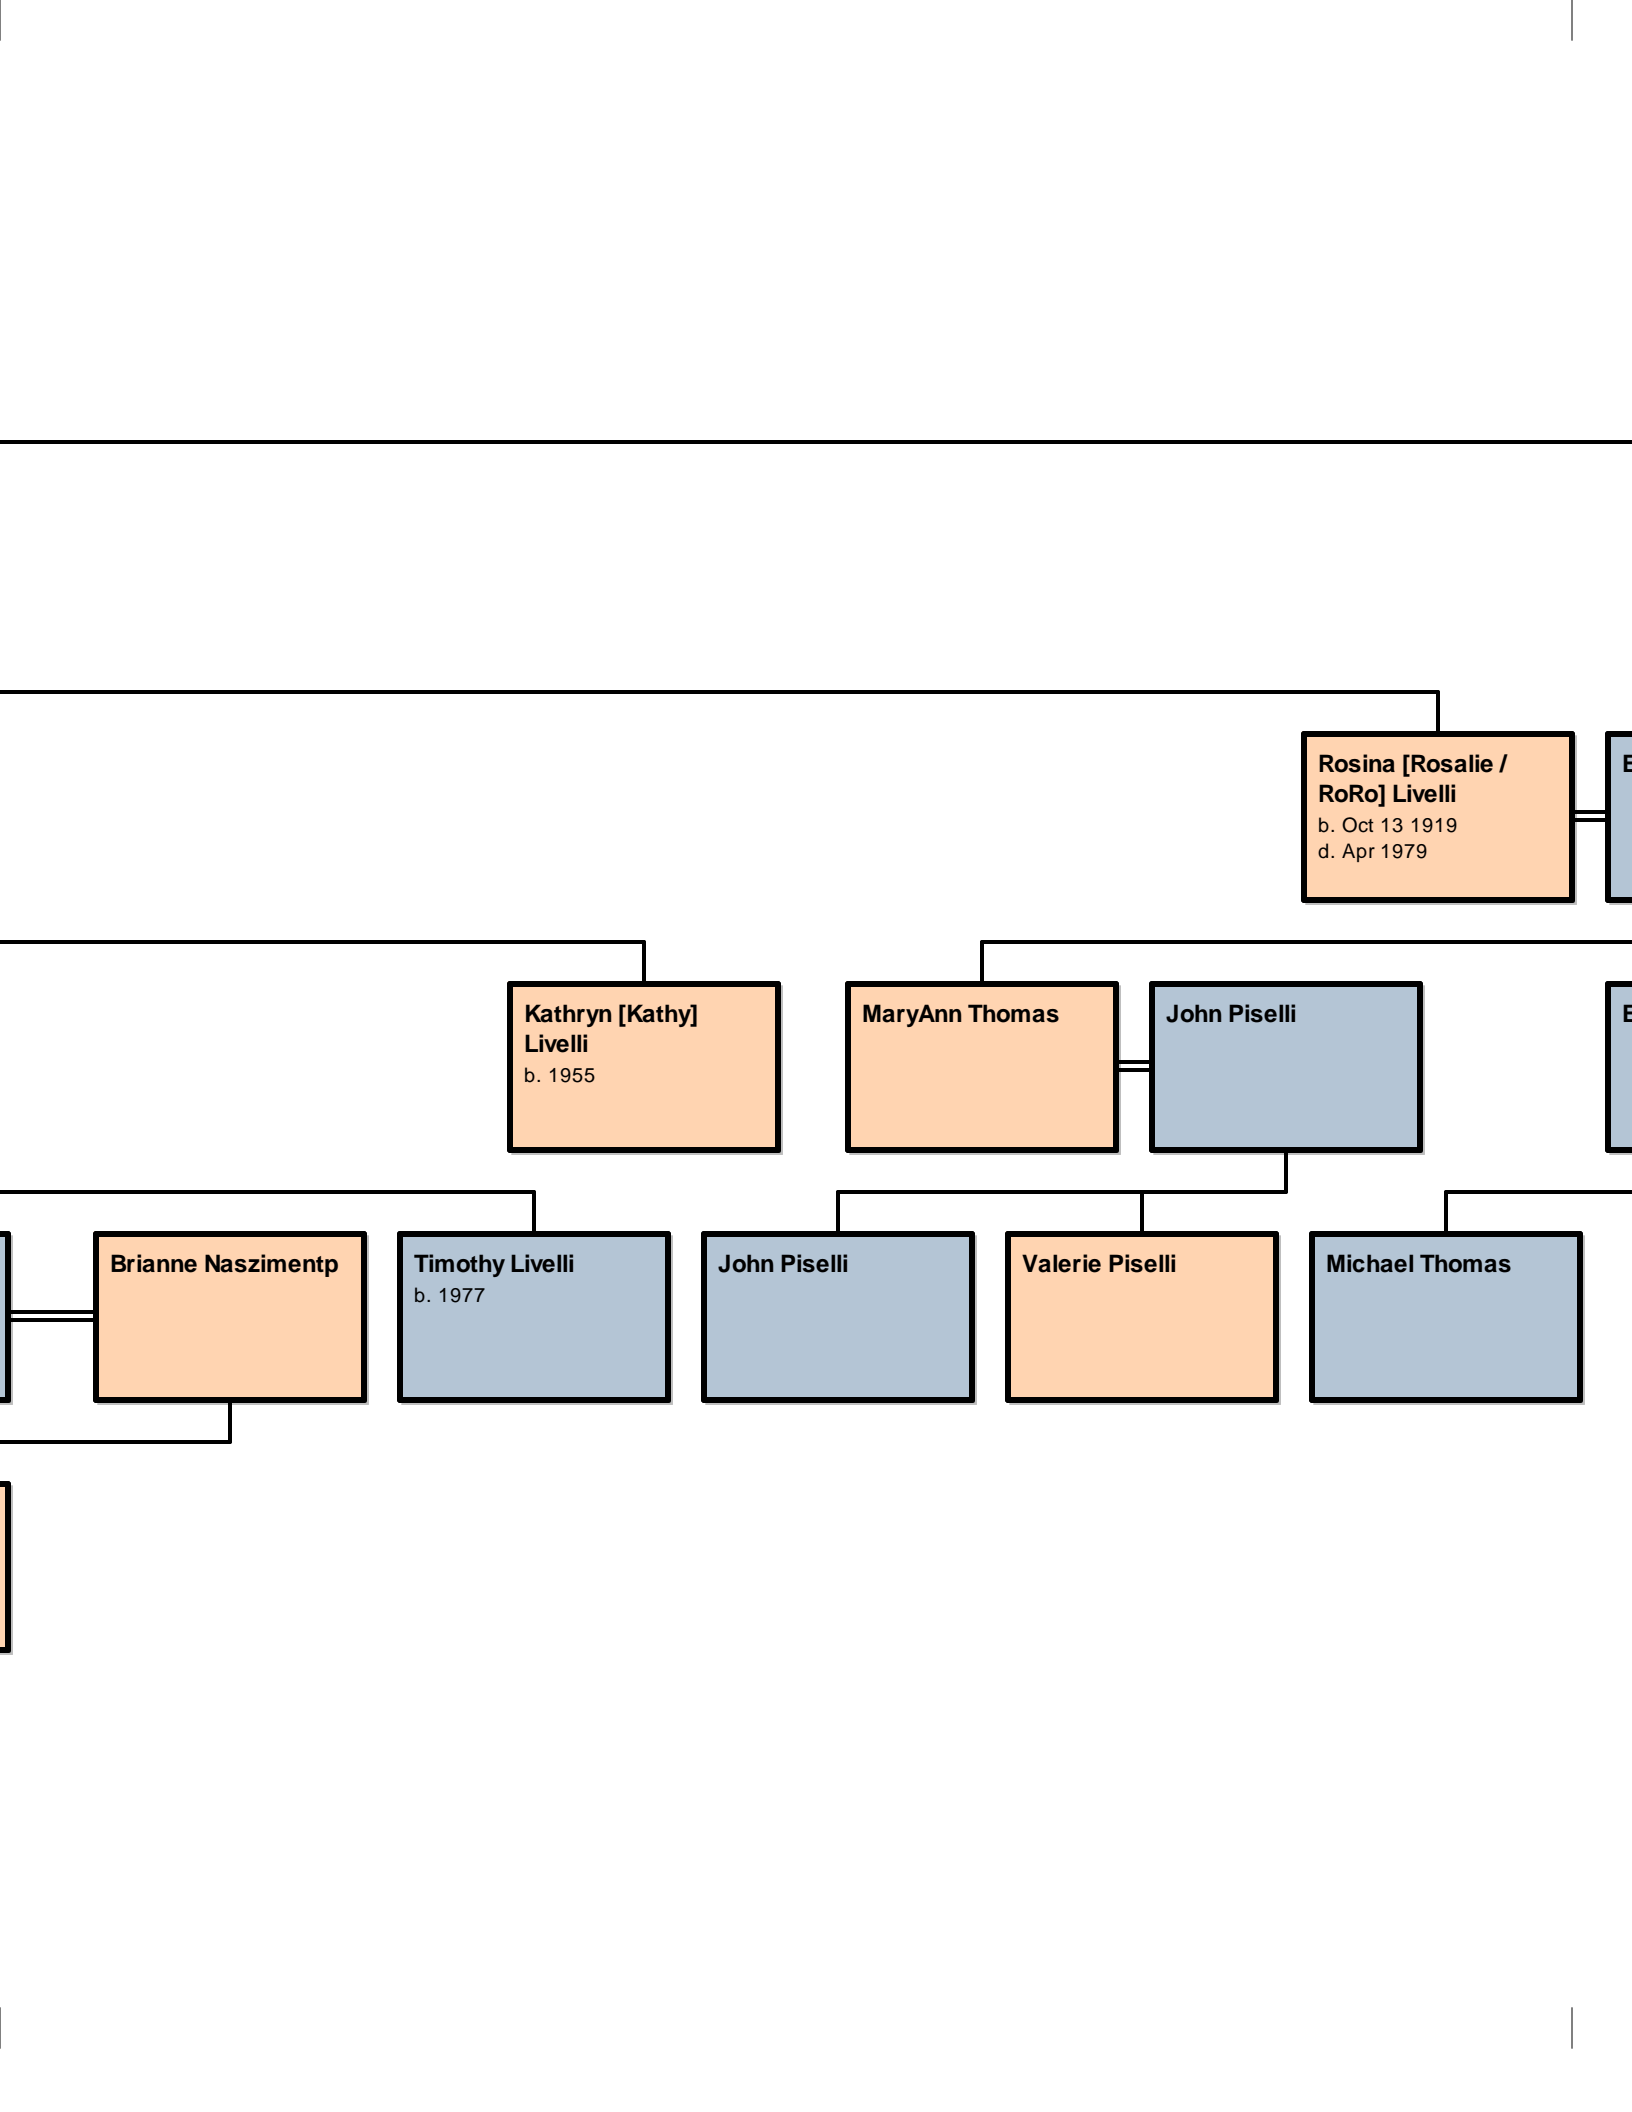 Rosina [Rosalie /
RoRo] Livelli
b. Oct 13 1919
d. Apr 1979
Kathryn [Kathy]
Livelli
b. 1955
MaryAnn Thomas
John Piselli
Brianne Naszimentp
Timothy Livelli
b. 1977
John Piselli
Valerie Piselli
Michael Thomas